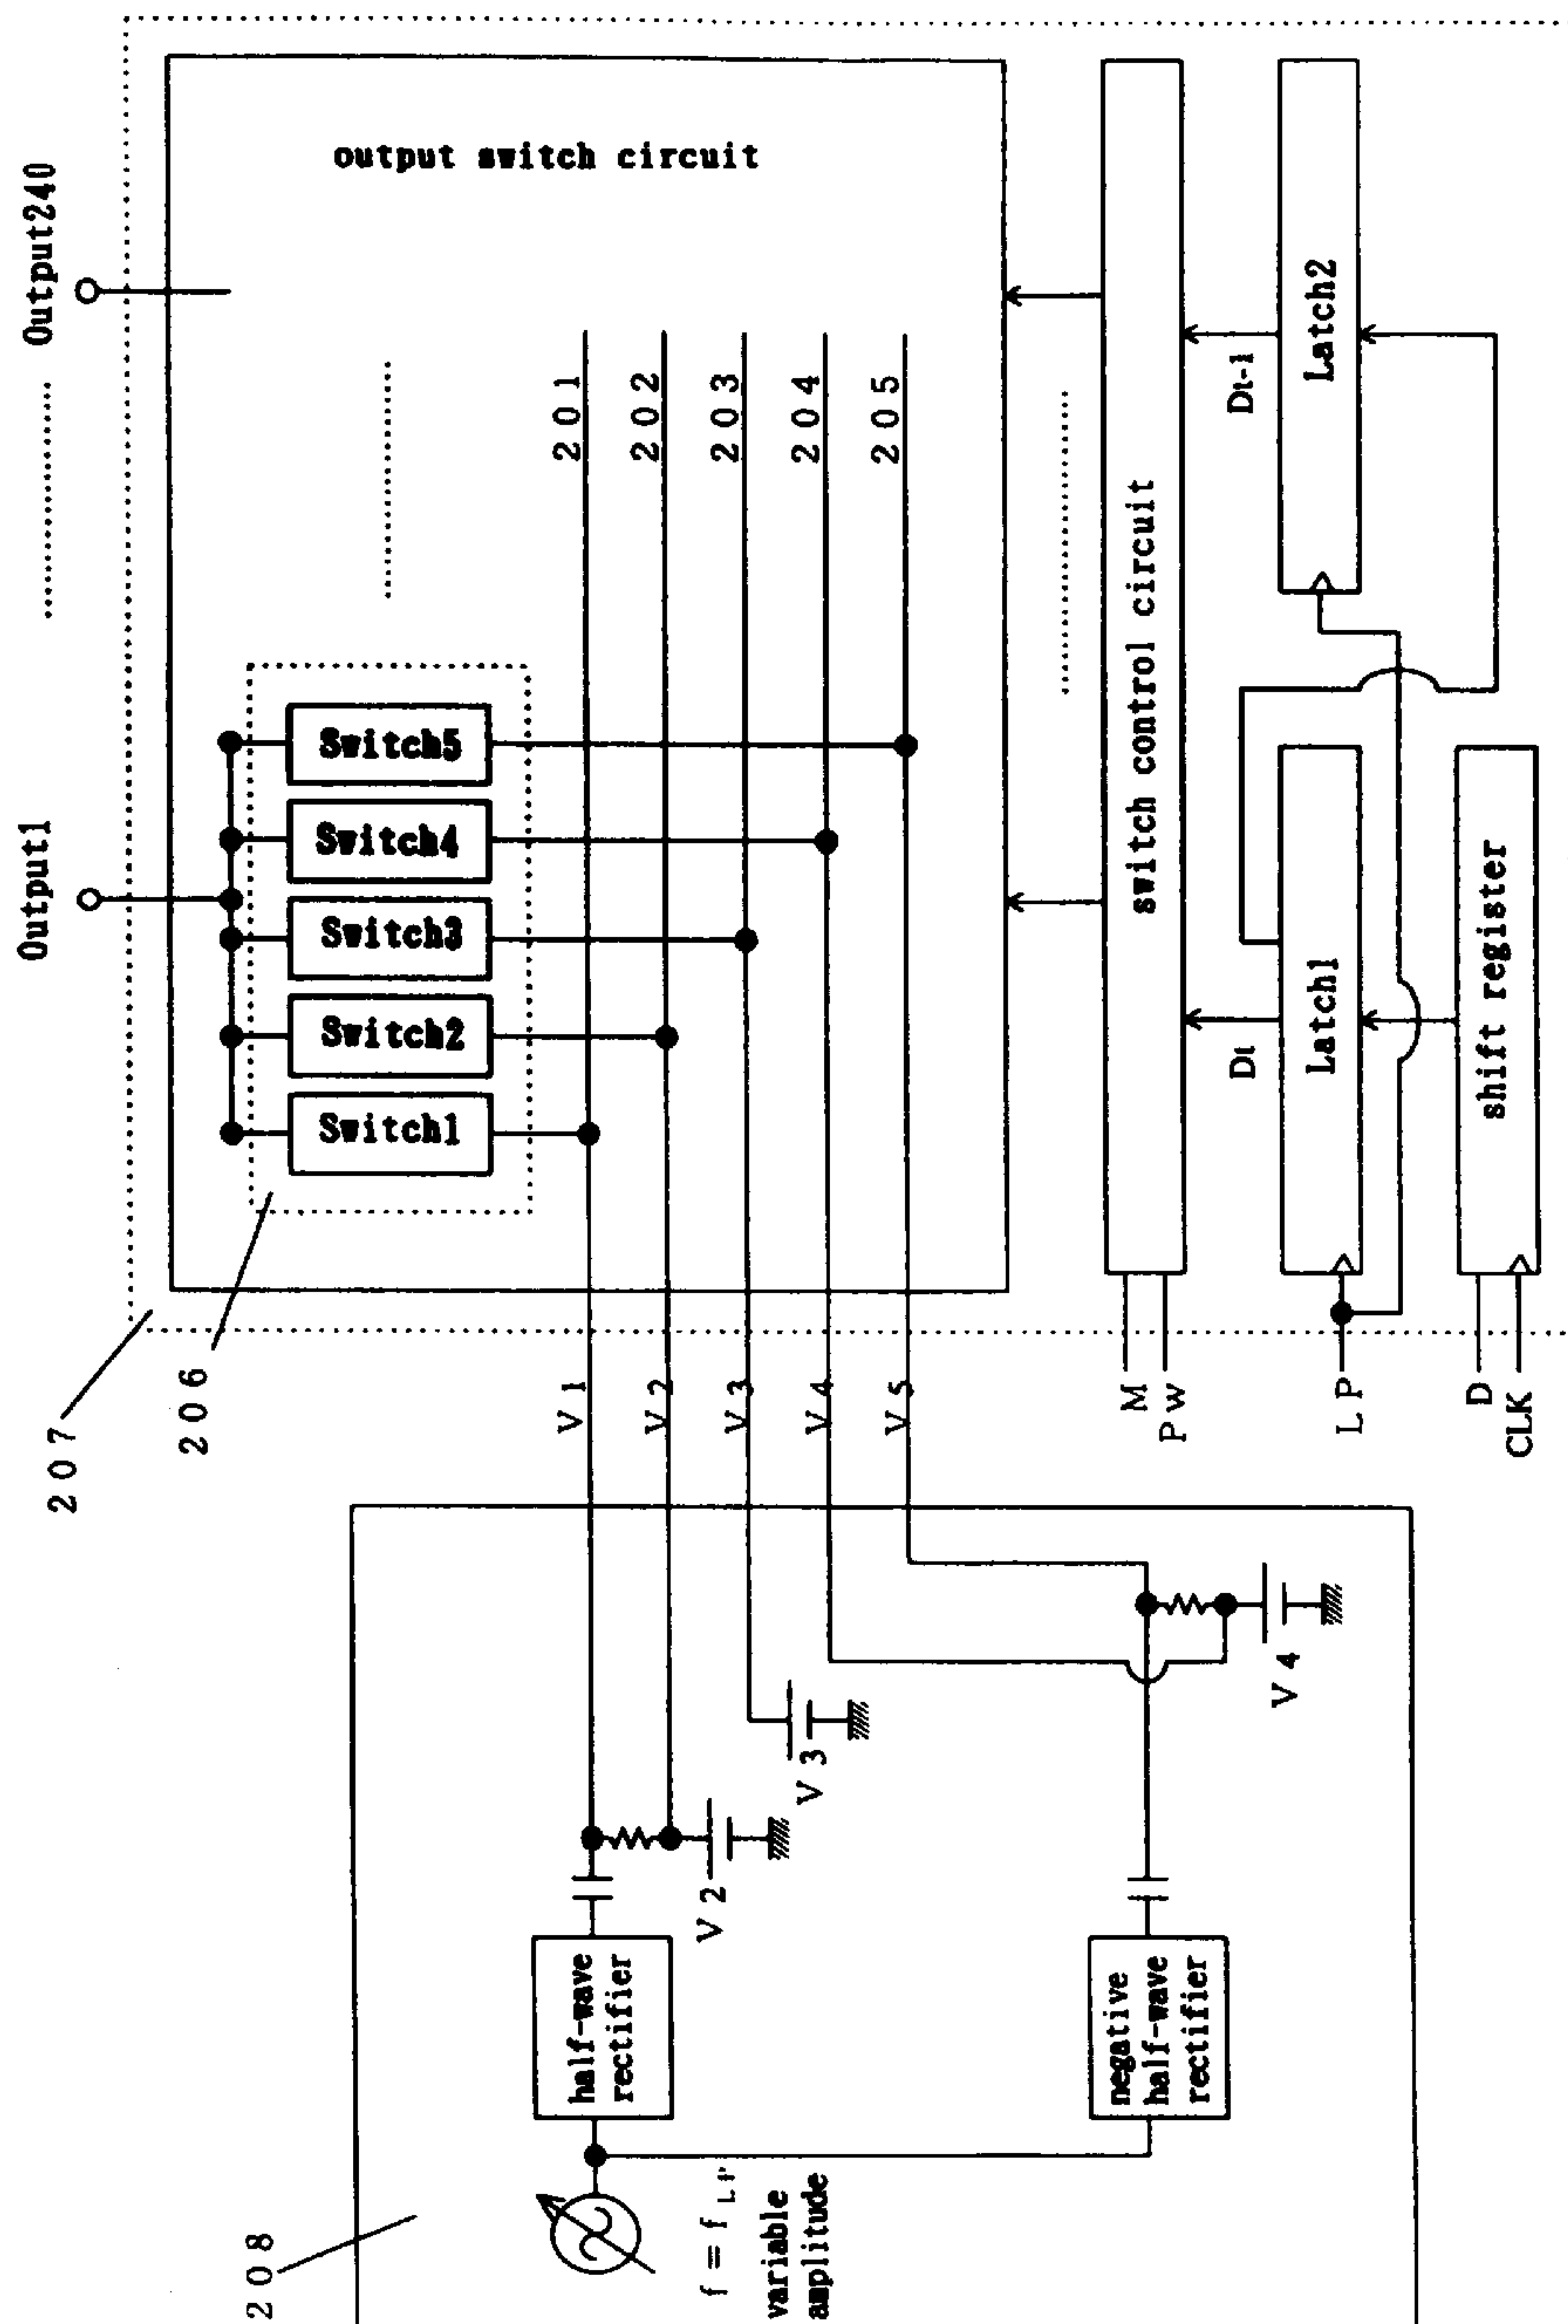 Output1
Output240
207
206
output switch circuit
Switch1
Switch2
Switch3
Switch4
Switch5
201
202
203
204
205
V1
V2
V3
V4
V5
switch control circuit
M
Pw
Dt
Dt-1
Latch1
Latch2
LP
shift register
D
CLK
208
f = fLP
variable
amplitude
half-wave
rectifier
negative
half-wave
rectifier
V2
V3
V4